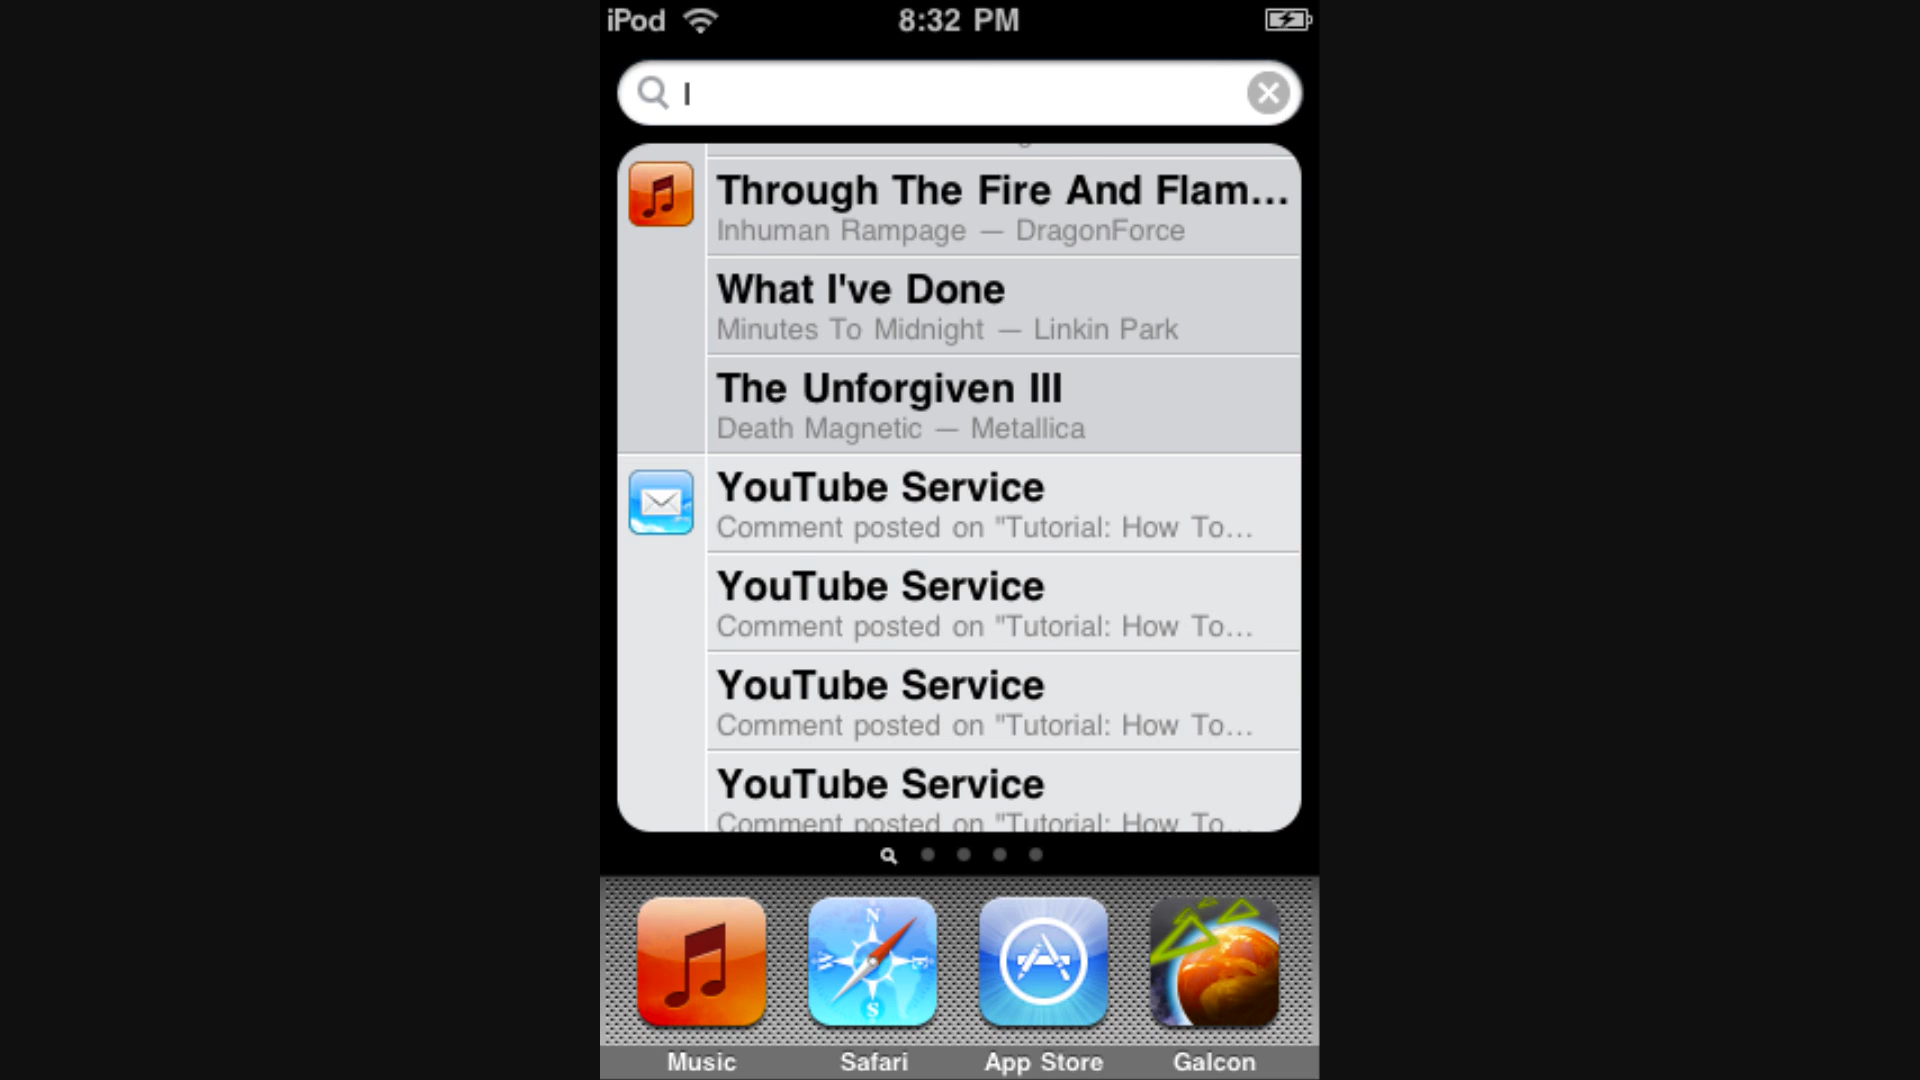 iPod 8:32 PM
I
Through The Fire And Flam...
Inhuman Rampage — DragonForce
What I've Done
Minutes To Midnight — Linkin Park
The Unforgiven III
Death Magnetic — Metallica
YouTube Service
Comment posted on "Tutorial: How To...
YouTube Service
Comment posted on "Tutorial: How To...
YouTube Service
Comment posted on "Tutorial: How To...
YouTube Service
Comment posted on "Tutorial: How To...
N
W E
S
Music Safari App Store Galcon